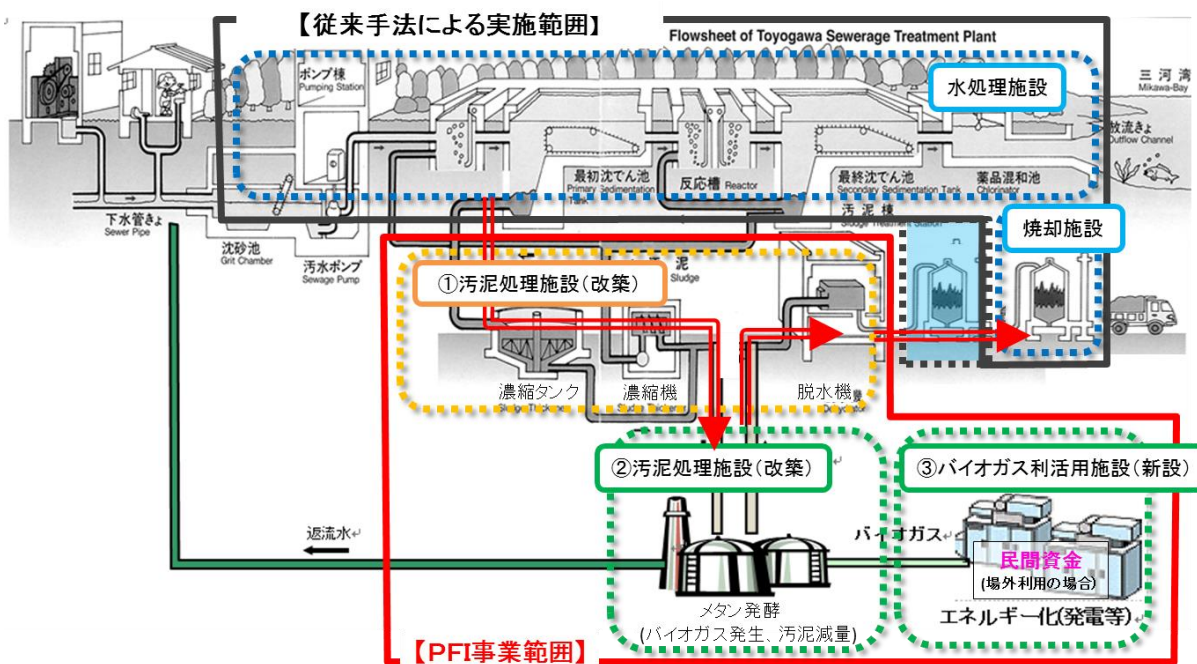 【従来手法による実施範囲】
Flowsheet of Toyogawa Sewerage Treatment Plant
ポンプ棟
Pumping Station
水処理施設
三河湾
Mikawa-Bay
放流きょ
Outflow Channel
最初沈でん池
Primary Sedimentation
Tank
反応槽 Reactor
最終沈でん池
Secondary Sedimentation Tank
薬品混和池
Chlorinator
下水管きょ
Sewer Pipe
沈砂池
Grit Chamber
汚水ポンプ
Sewage Pump
汚泥棟
Sludge Treatment Station
焼却施設
①汚泥処理施設(改築)
泥
Sludge
濃縮タンク
濃縮機
脱水機
②汚泥処理施設(改築)
③バイオガス利活用施設(新設)
返流水
バイオガス
民間資金
(場外利用の場合)
メタン発酵
(バイオガス発生、汚泥減量)
エネルギー化(発電等)
【PFI事業範囲】